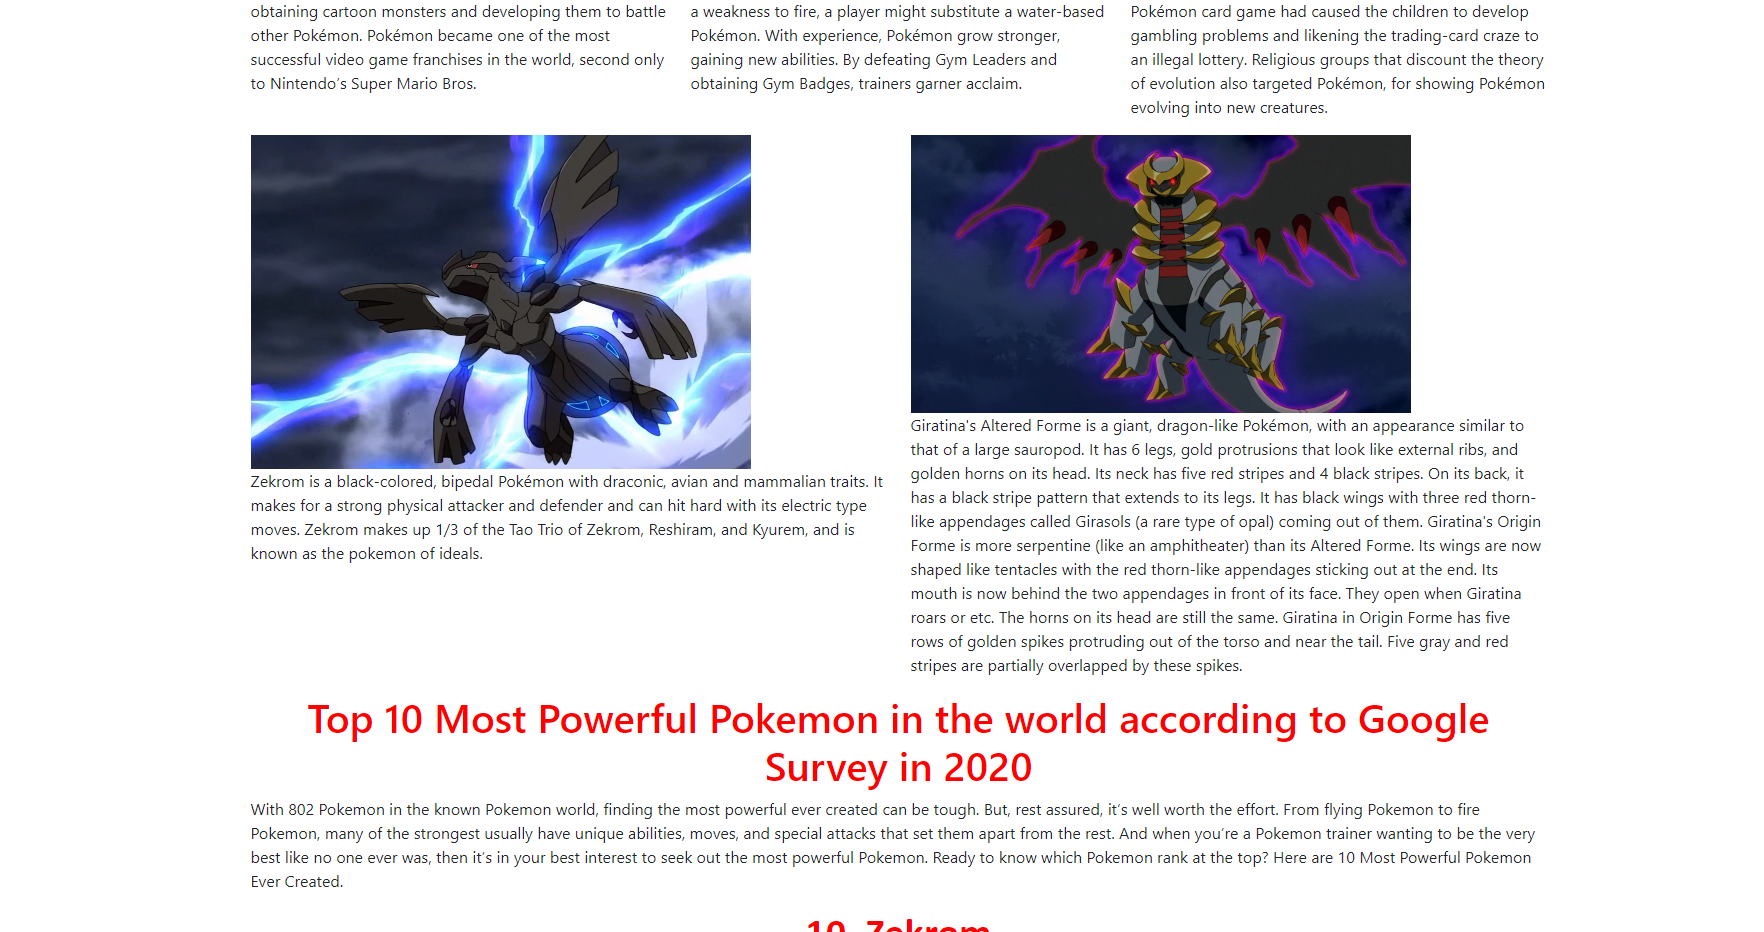 obtaining cartoon monsters and developing them to battle
other Pokémon. Pokémon became one of the most
successful video game franchises in the world, second only
to Nintendo’s Super Mario Bros.
a weakness to fire, a player might substitute a water-based
Pokémon. With experience, Pokémon grow stronger,
gaining new abilities. By defeating Gym Leaders and
obtaining Gym Badges, trainers garner acclaim.
Pokémon card game had caused the children to develop
gambling problems and likening the trading-card craze to
an illegal lottery. Religious groups that discount the theory
of evolution also targeted Pokémon, for showing Pokémon
evolving into new creatures.
Zekrom is a black-colored, bipedal Pokémon with draconic, avian and mammalian traits. It
makes for a strong physical attacker and defender and can hit hard with its electric type
moves. Zekrom makes up 1/3 of the Tao Trio of Zekrom, Reshiram, and Kyurem, and is
known as the pokemon of ideals.
Giratina's Altered Forme is a giant, dragon-like Pokémon, with an appearance similar to
that of a large sauropod. It has 6 legs, gold protrusions that look like external ribs, and
golden horns on its head. Its neck has five red stripes and 4 black stripes. On its back, it
has a black stripe pattern that extends to its legs. It has black wings with three red thorn-
like appendages called Girasols (a rare type of opal) coming out of them. Giratina's Origin
Forme is more serpentine (like an amphitheater) than its Altered Forme. Its wings are now
shaped like tentacles with the red thorn-like appendages sticking out at the end. Its
mouth is now behind the two appendages in front of its face. They open when Giratina
roars or etc. The horns on its head are still the same. Giratina in Origin Forme has five
rows of golden spikes protruding out of the torso and near the tail. Five gray and red
stripes are partially overlapped by these spikes.
Top 10 Most Powerful Pokemon in the world according to Google
Survey in 2020
With 802 Pokemon in the known Pokemon world, finding the most powerful ever created can be tough. But, rest assured, it’s well worth the effort. From flying Pokemon to fire
Pokemon, many of the strongest usually have unique abilities, moves, and special attacks that set them apart from the rest. And when you’re a Pokemon trainer wanting to be the very
best like no one ever was, then it’s in your best interest to seek out the most powerful Pokemon. Ready to know which Pokemon rank at the top? Here are 10 Most Powerful Pokemon
Ever Created.
10. Zekrom